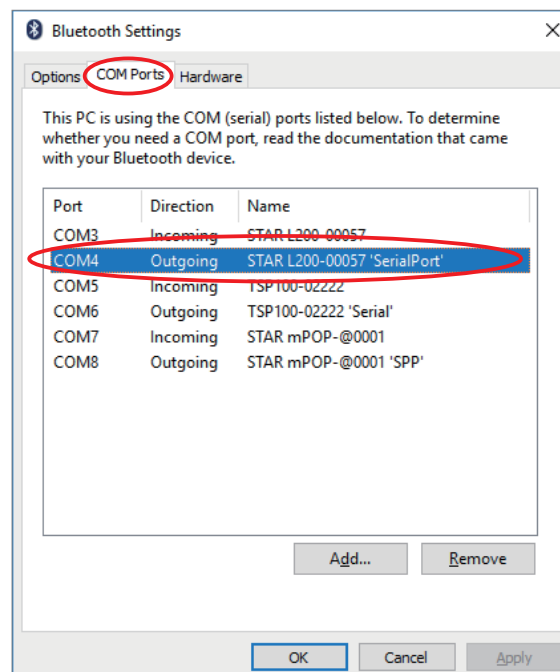 Bluetooth Settings
Options COM Ports Hardware
This PC is using the COM (serial) ports listed below. To determine
whether you need a COM port, read the documentation that came
with your Bluetooth device.
Port Direction Name
COM3 Incoming STAR L200-00057
COM4 Outgoing STAR L200-00057 'SerialPort'
COM5 Incoming TSP100-02222
COM6 Outgoing TSP100-02222 'Serial'
COM7 Incoming STAR mPOP-@0001
COM8 Outgoing STAR mPOP-@0001 'SPP'
Add... Remove
OK Cancel Apply